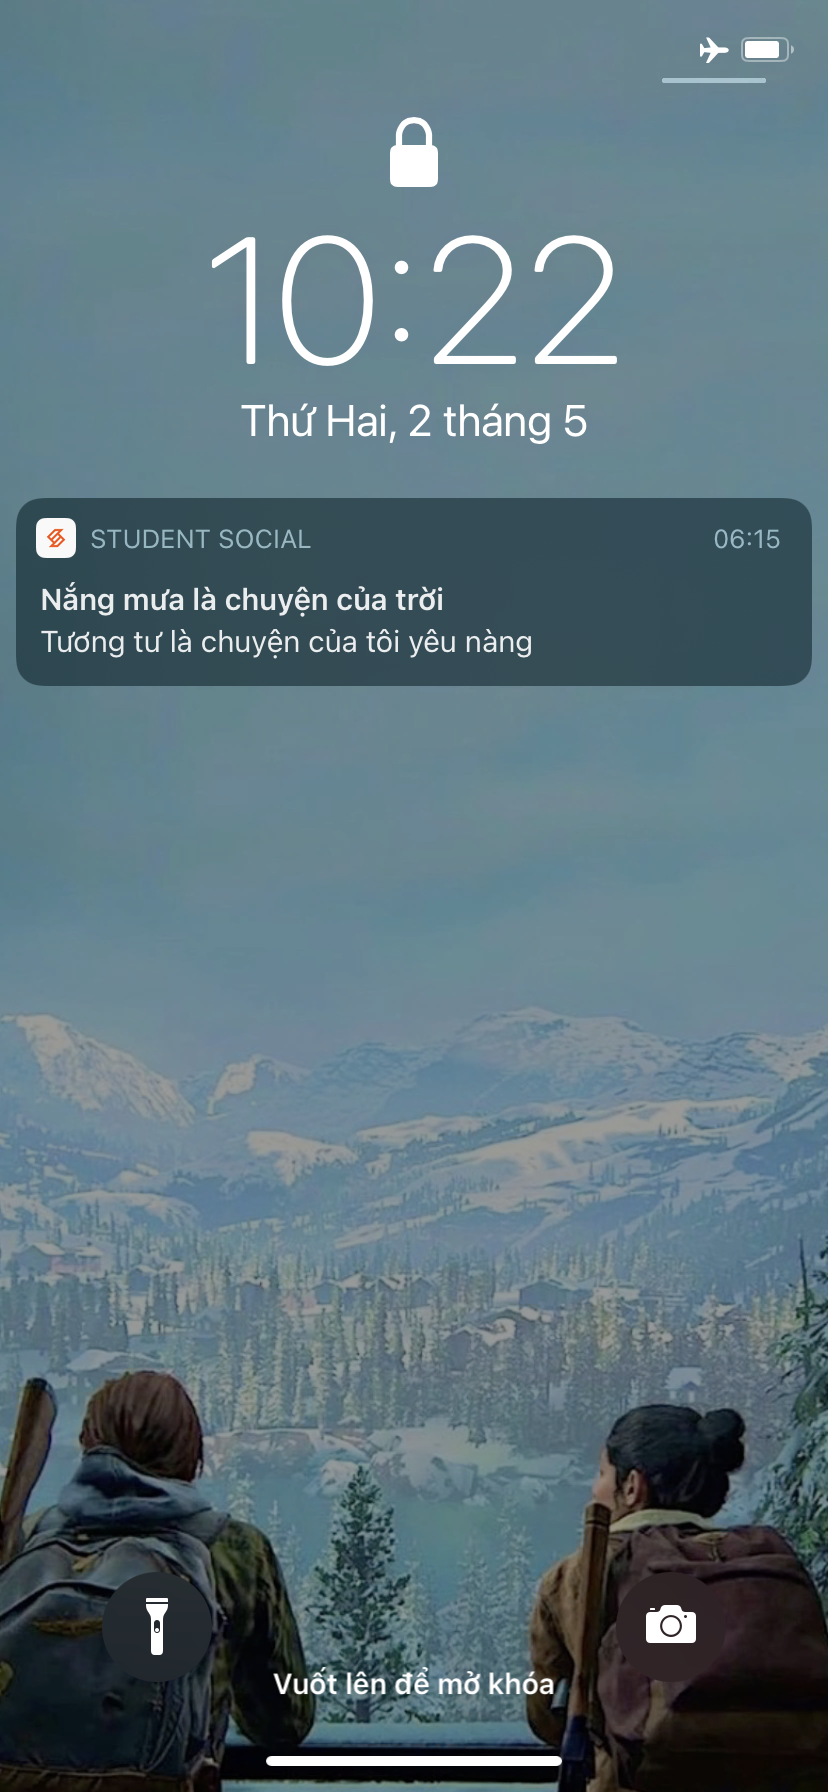 10:22
Thứ Hai, 2 tháng 5
STUDENT SOCIAL 06:15
Nắng mưa là chuyện của trời
Tương tư là chuyện của tôi yêu nàng
Vuốt lên để mở khóa